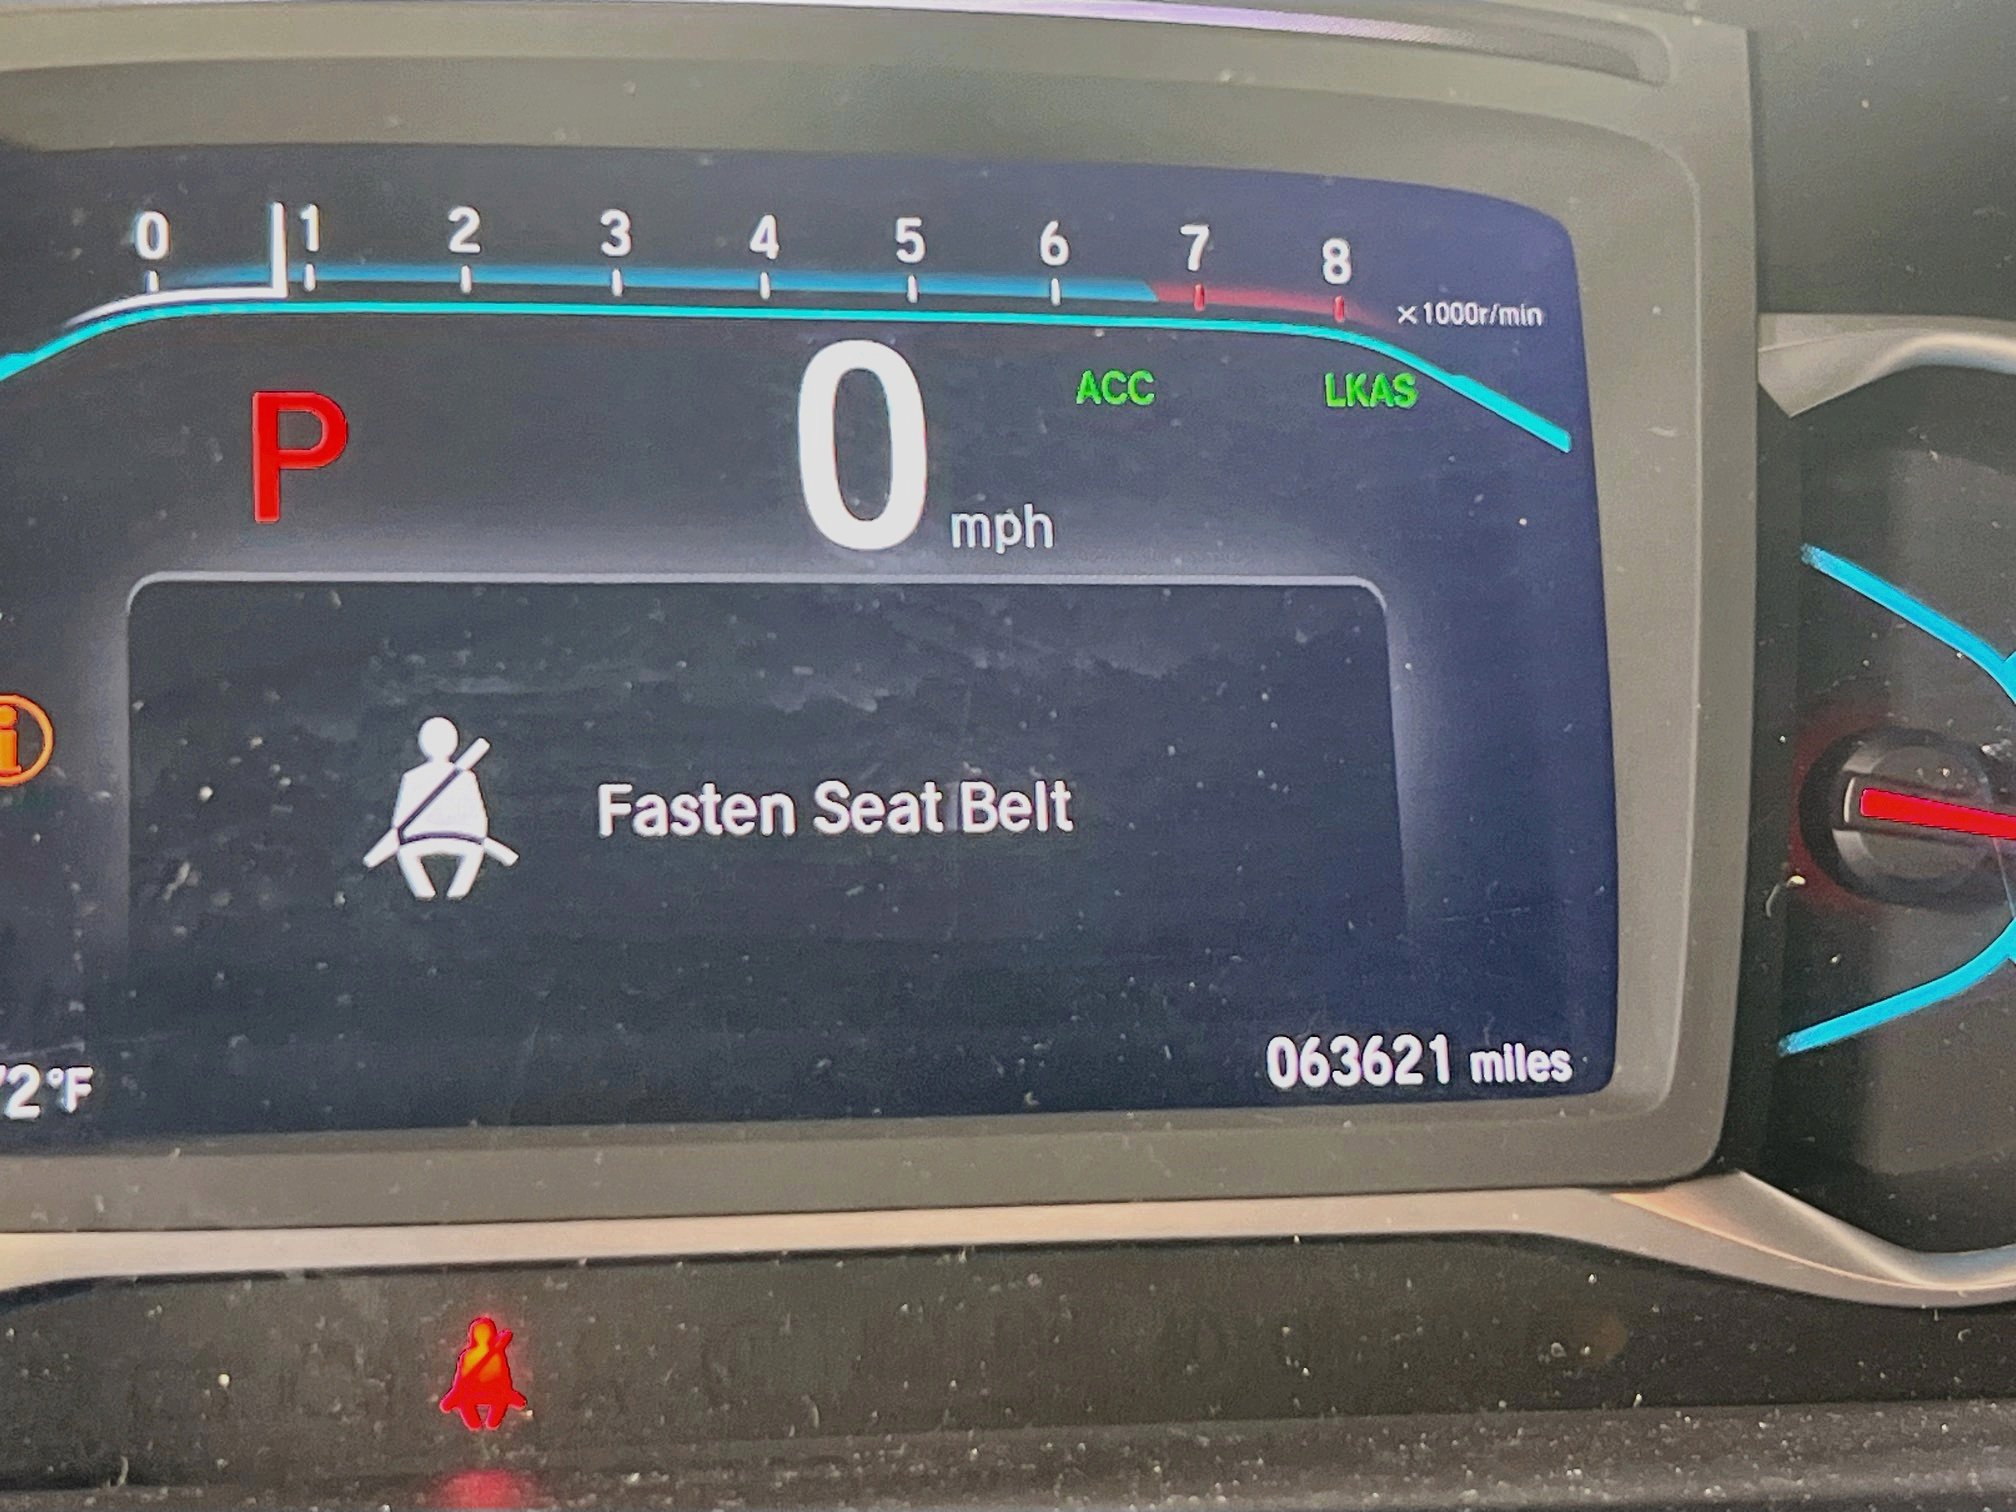 0 1 2 3 4 5 6 7 8
×1000r/min
P 0 mph ACC LKAS
i
Fasten Seat Belt
2°F 063621 miles